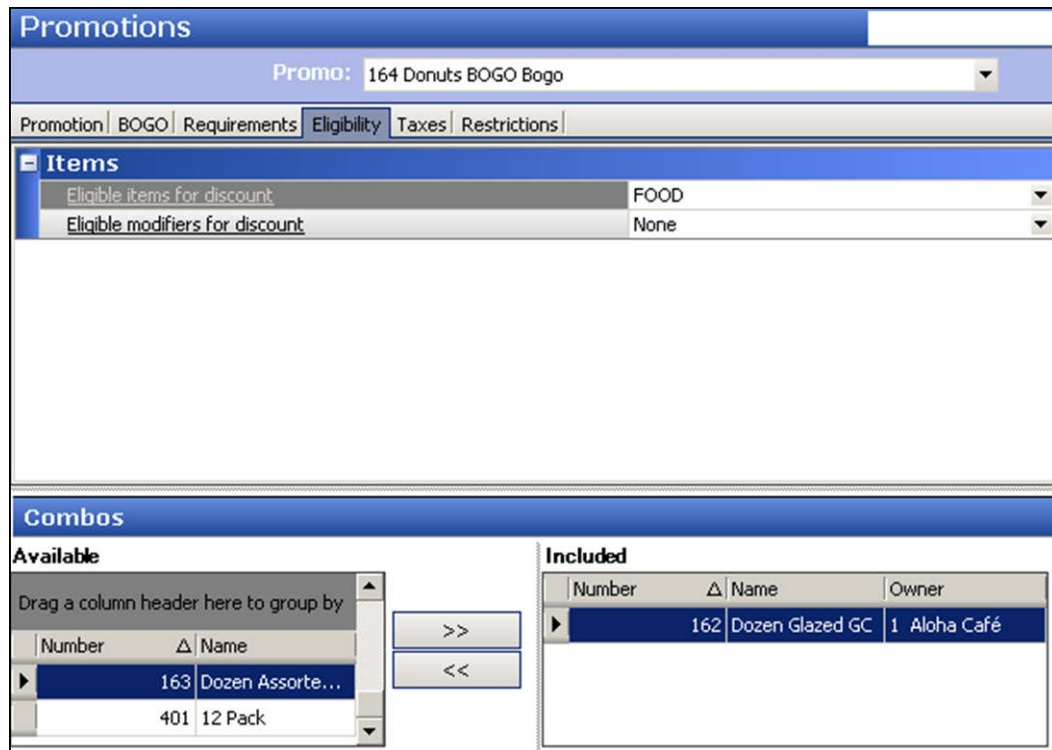 Promotions
Promo: 164 Donuts BOGO Bogo
Promotion BOGO Requirements Eligibility Taxes Restrictions
Items
Eligible items for discount FOOD
Eligible modifiers for discount None
Combos
Available Included
Drag a column header here to group by
Number Name
163 Dozen Assorte...
401 12 Pack
>>
<<
Number Name Owner
162 Dozen Glazed GC 1 Aloha Café